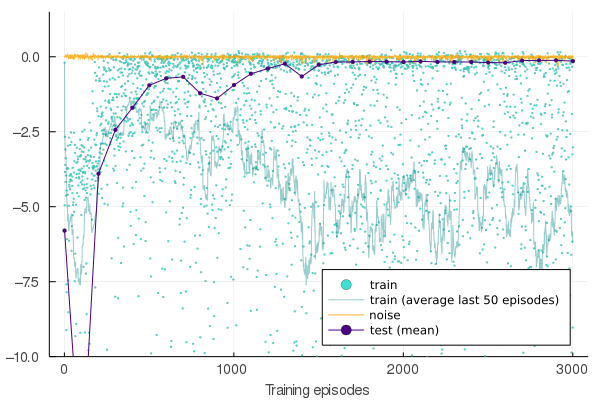 0.0
−2.5
−5.0
−7.5
−10.0
train
train (average last 50 episodes)
noise
test (mean)
0 1000 2000 3000
Training episodes